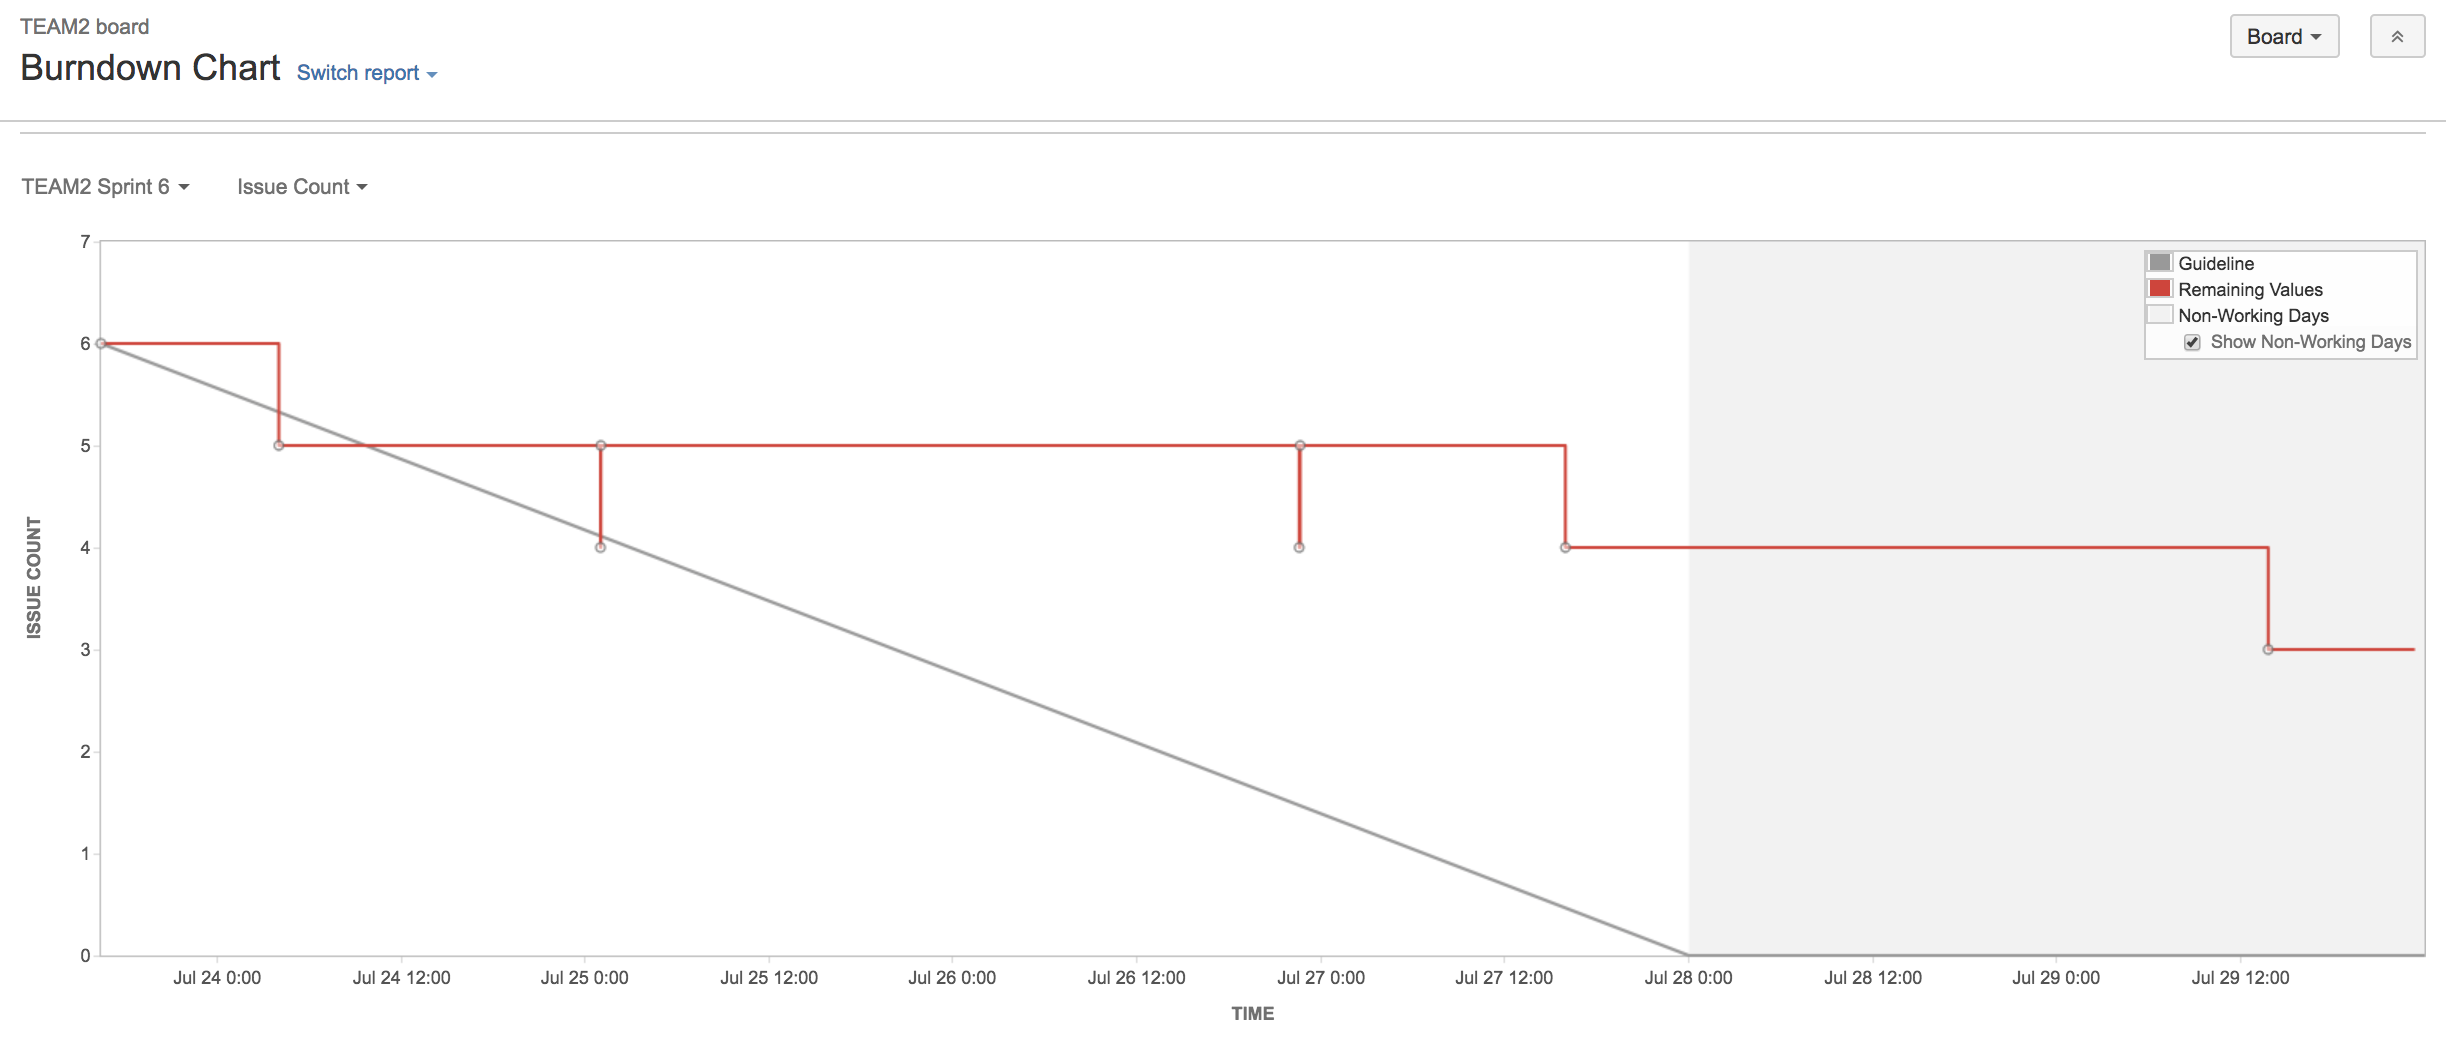 TEAM2 board
Burndown Chart Switch report
Board
TEAM2 Sprint 6 Issue Count
Guideline
Remaining Values
Non-Working Days
Show Non-Working Days
7
6
5
4
3
2
1
0
ISSUE COUNT
Jul 24 0:00 Jul 24 12:00 Jul 25 0:00 Jul 25 12:00 Jul 26 0:00 Jul 26 12:00 Jul 27 0:00 Jul 27 12:00 Jul 28 0:00 Jul 28 12:00 Jul 29 0:00 Jul 29 12:00
TIME